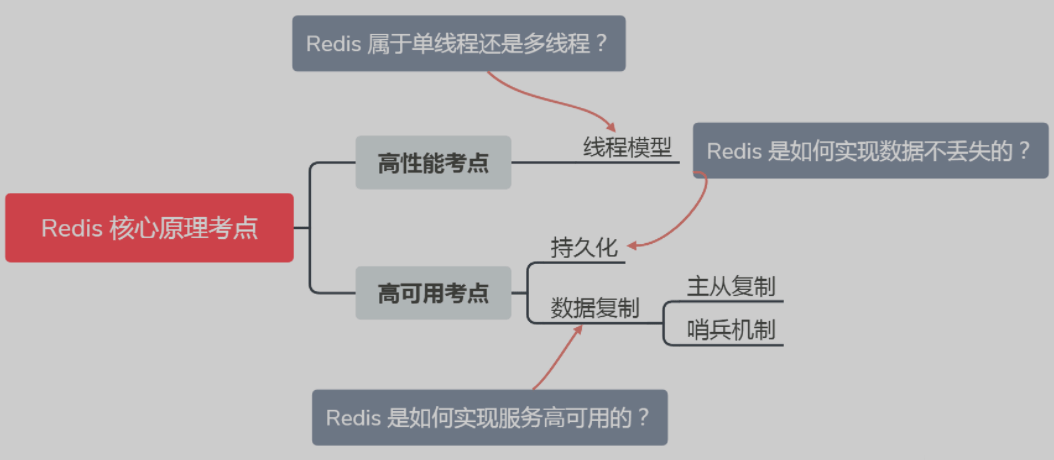 Redis 属于单线程还是多线程？
高性能考点
线程模型
Redis 是如何实现数据不丢失的？
Redis 核心原理考点
持久化
高可用考点
数据复制
主从复制
哨兵机制
Redis 是如何实现服务高可用的？